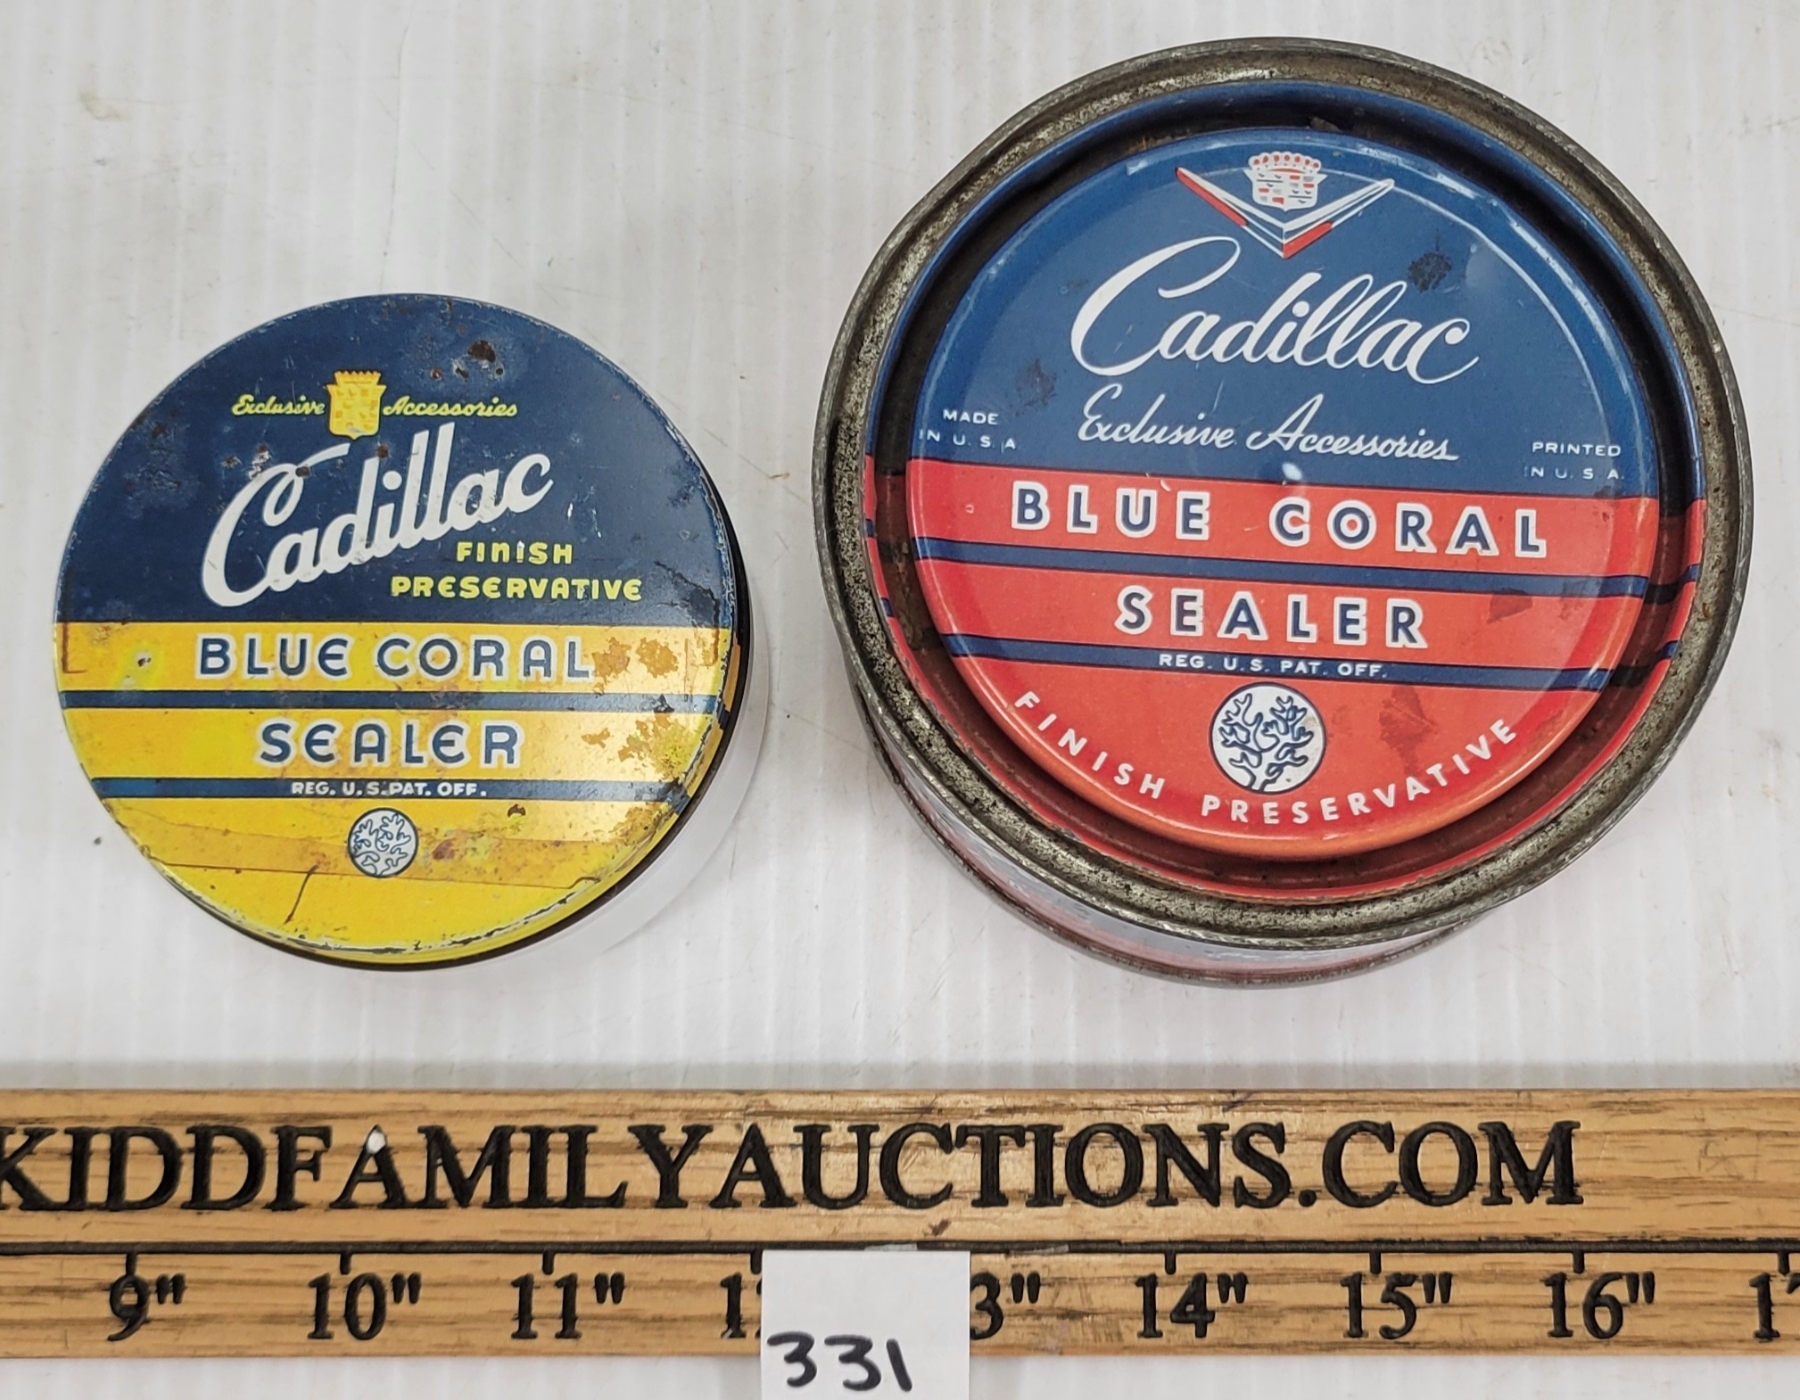 Exclusive Accessories
Cadillac
FINISH
PRESERVATIVE
BLUE CORAL
SEALER
REG. U.S. PAT. OFF.
Cadillac
Exclusive Accessories
MADE
IN U.S.A
PRINTED
IN U.S.A.
BLUE CORAL
SEALER
REG. U.S. PAT. OFF.
FINISH PRESERVATIVE
KIDDFAMILYAUCTIONS.COM
9" 10" 11" 1 3" 14" 15" 16" 1
331